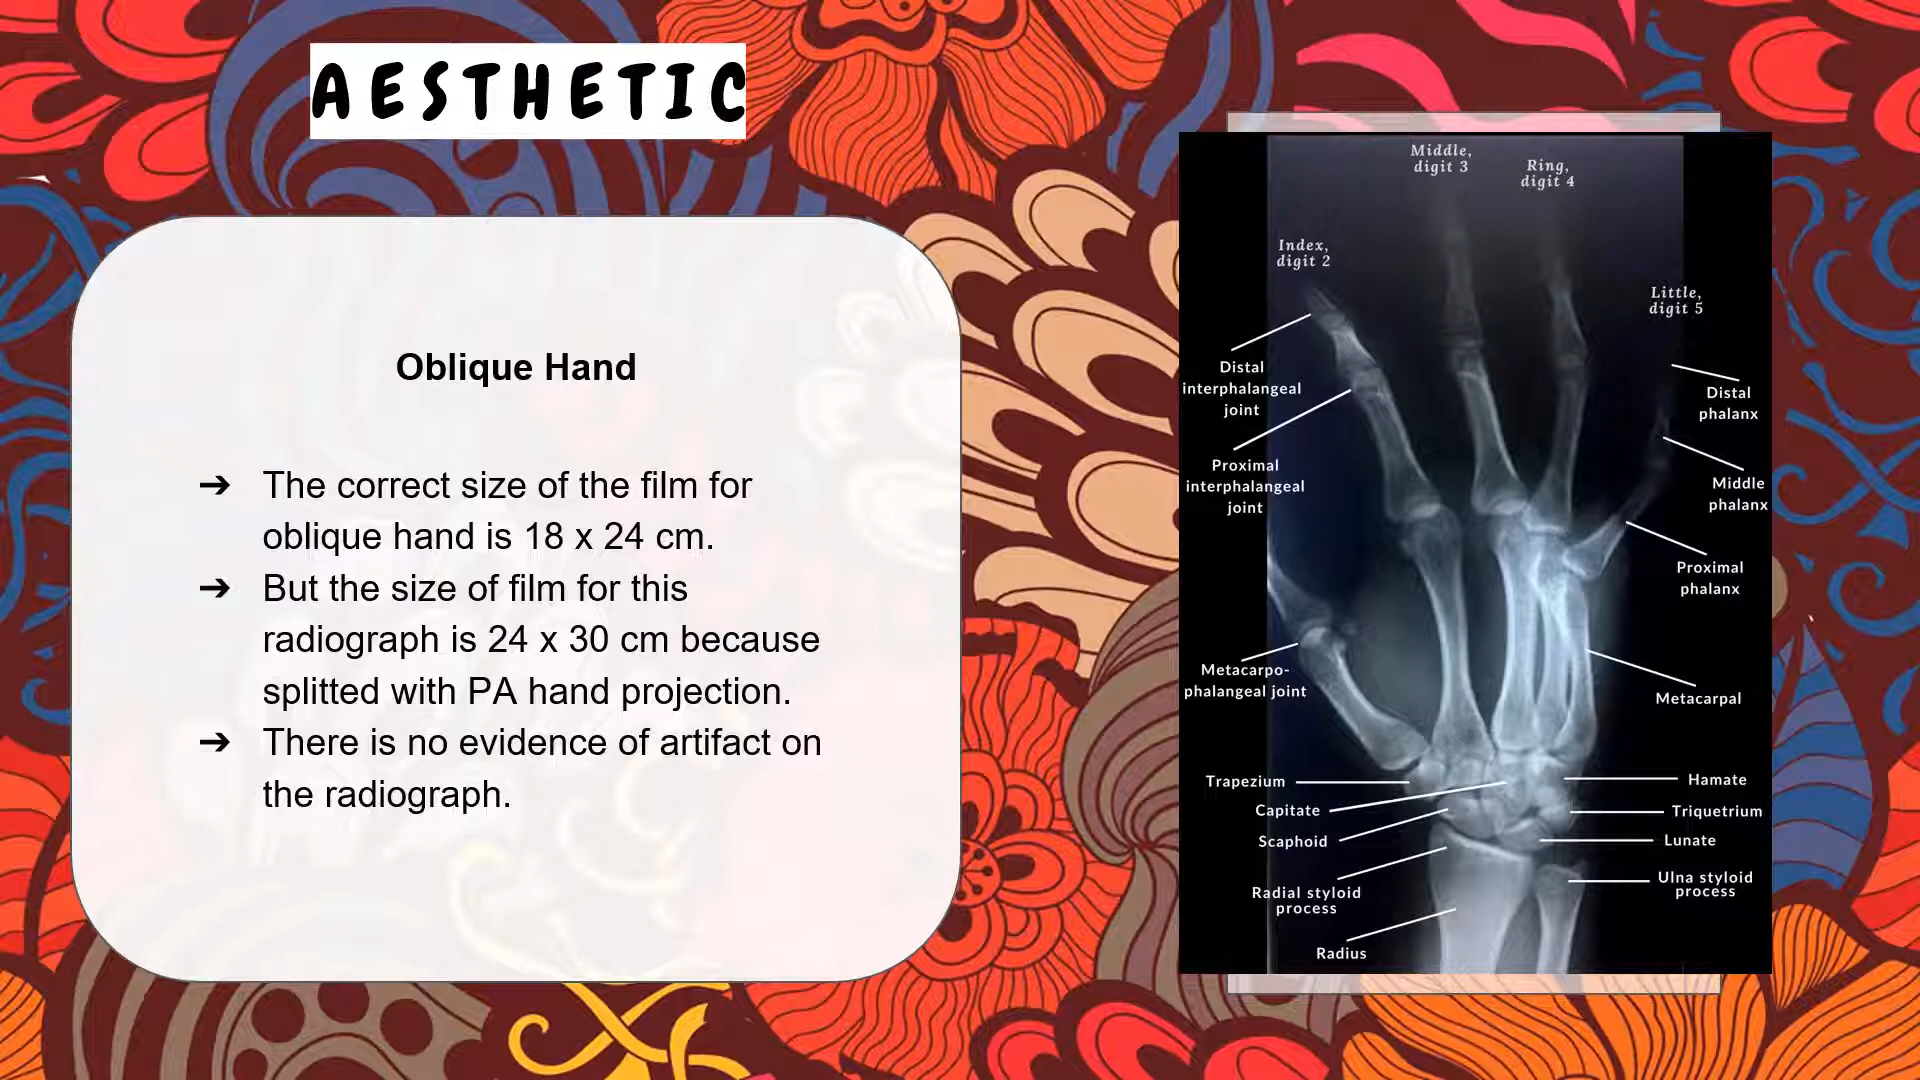 AESTHETIC
Oblique Hand
➔ The correct size of the film for
oblique hand is 18 x 24 cm.
➔ But the size of film for this
radiograph is 24 x 30 cm because
splitted with PA hand projection.
➔ There is no evidence of artifact on
the radiograph.
Middle,
digit 3
Ring,
digit 4
Index,
digit 2
Little,
digit 5
Distal
interphalangeal
joint
Distal
phalanx
Proximal
interphalangeal
joint
Middle
phalanx
Proximal
phalanx
Metacarpo-
phalangeal joint
Metacarpal
Trapezium
Hamate
Capitate
Triquetrium
Scaphoid
Lunate
Radial styloid
process
Ulna styloid
process
Radius